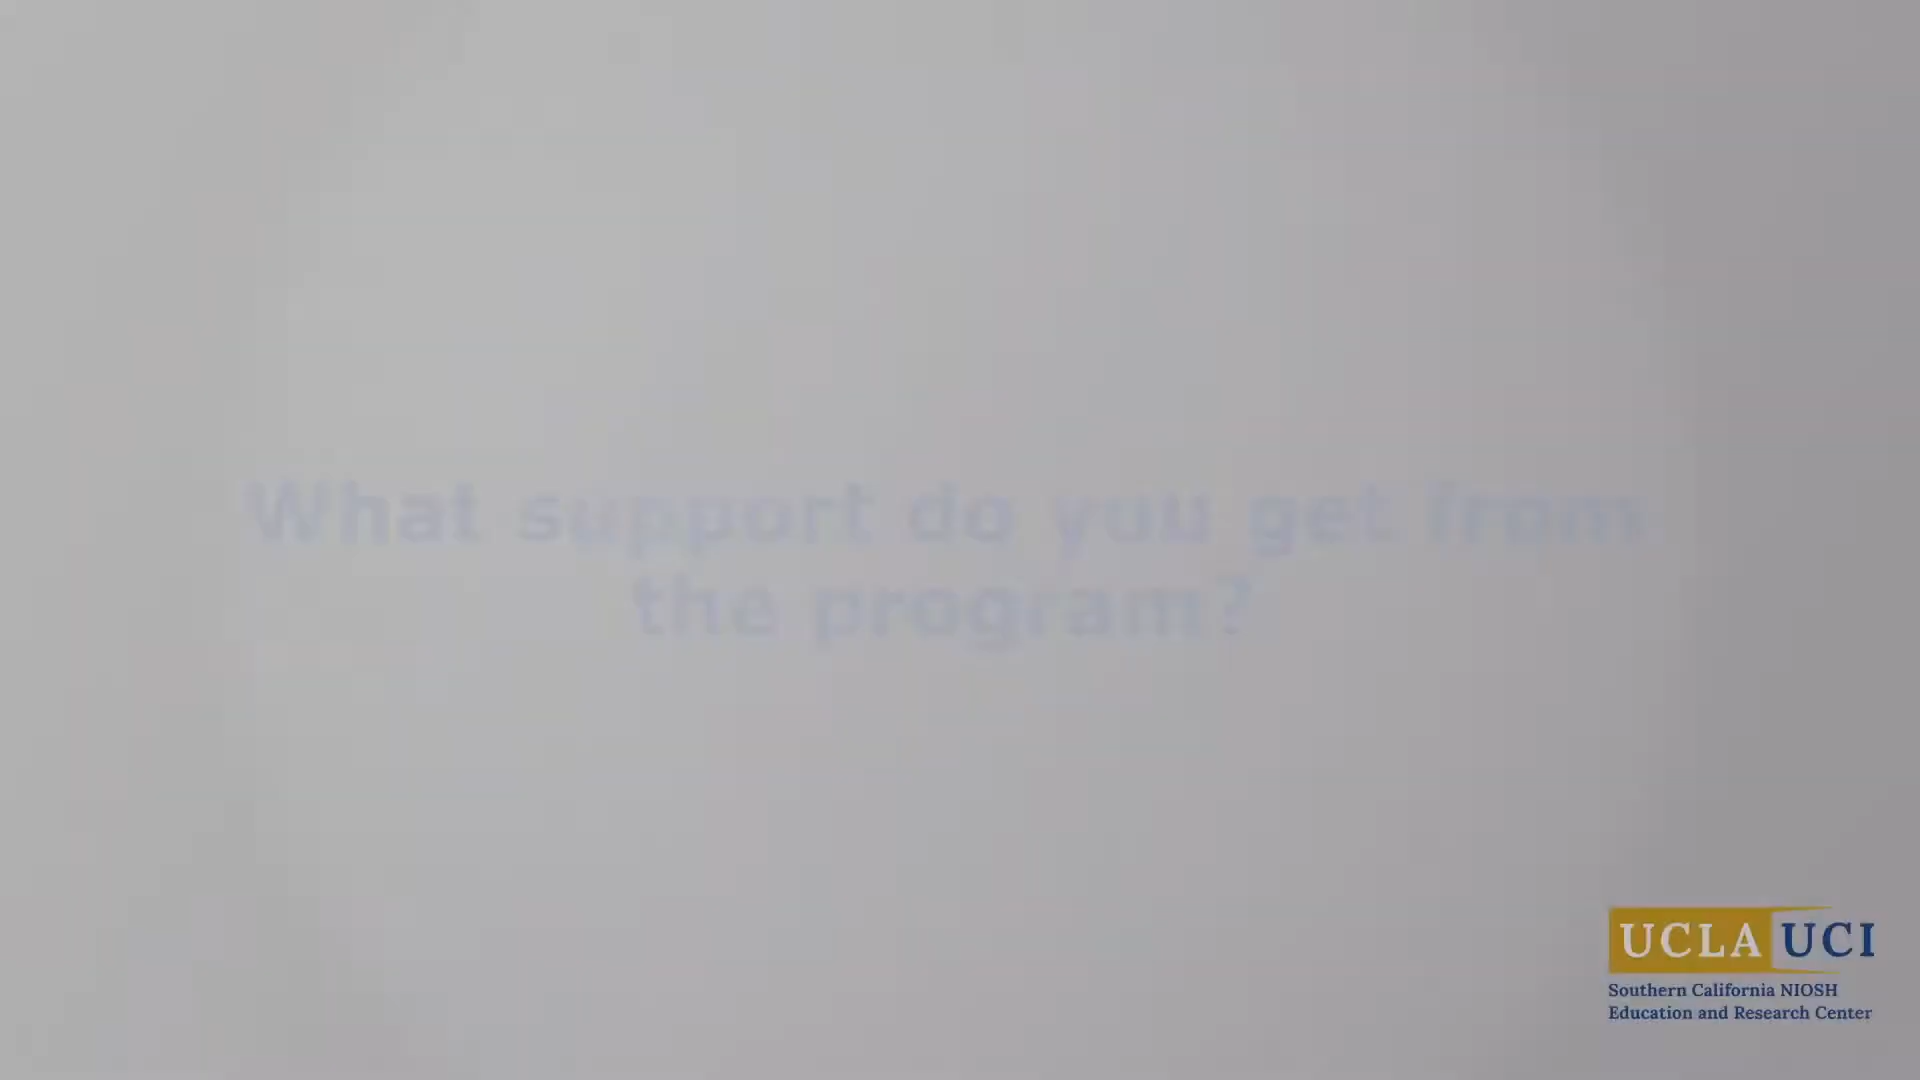 What support do you get from
the program?
UCLA UCI
Southern California NIOSH
Education and Research Center